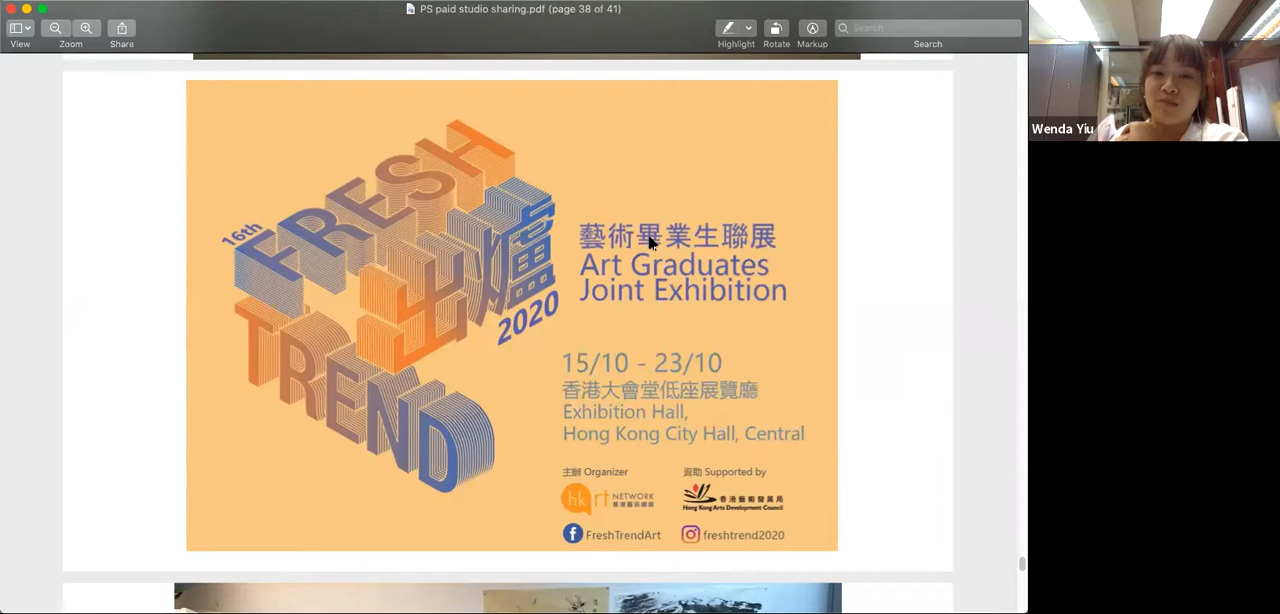 PS paid studio sharing.pdf (page 38 of 41)
View
Zoom
Share
Highlight
Rotate
Markup
Search
Search
Wenda Yiu
16th
FRESH
出爐
2020
TREND
藝術畢業生聯展
Art Graduates
Joint Exhibition
15/10 - 23/10
香港大會堂低座展覽廳
Exhibition Hall,
Hong Kong City Hall, Central
主辦 Organizer
資助 Supported by
hk art NETWORK
香港藝術網絡
香港藝術發展局
Hong Kong Arts Development Council
FreshTrendArt
freshtrend2020